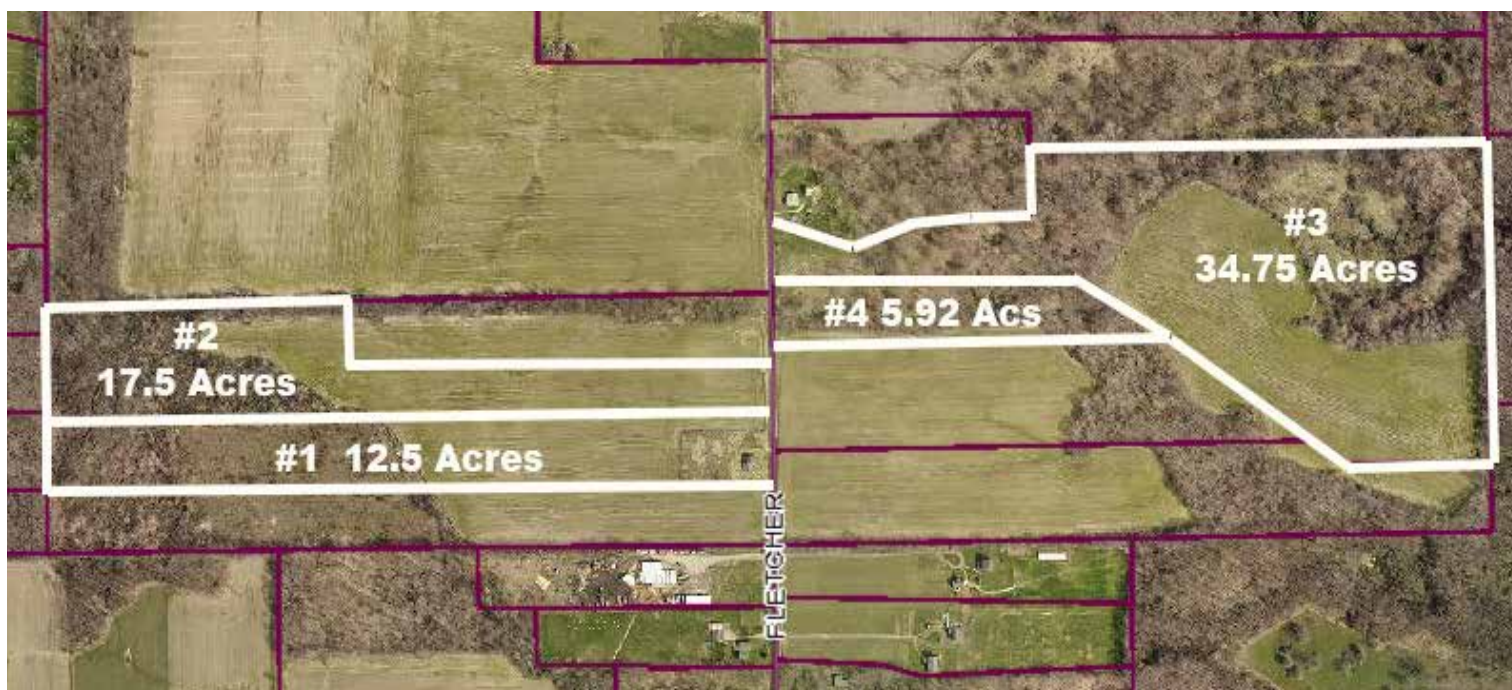 #2
17.5 Acres
#1 12.5 Acres
#3
34.75 Acres
#4 5.92 Acs
FLETCHER